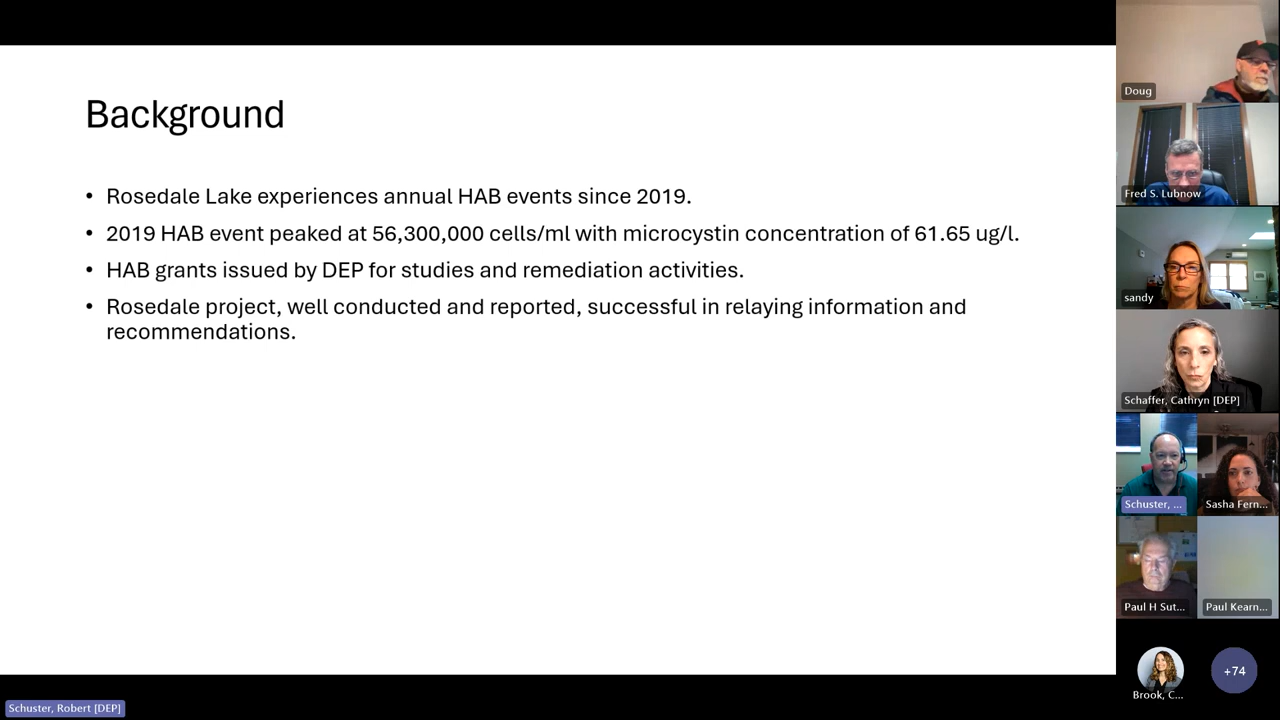 Background
• Rosedale Lake experiences annual HAB events since 2019.
• 2019 HAB event peaked at 56,300,000 cells/ml with microcystin concentration of 61.65 ug/l.
• HAB grants issued by DEP for studies and remediation activities.
• Rosedale project, well conducted and reported, successful in relaying information and
recommendations.
Doug
Fred S. Lubnow
sandy
Schaffer, Cathryn [DEP]
Schuster, ...
Sasha Fern...
Paul H Sut...
Paul Kearn...
Brook, C...
+74
Schuster, Robert [DEP]